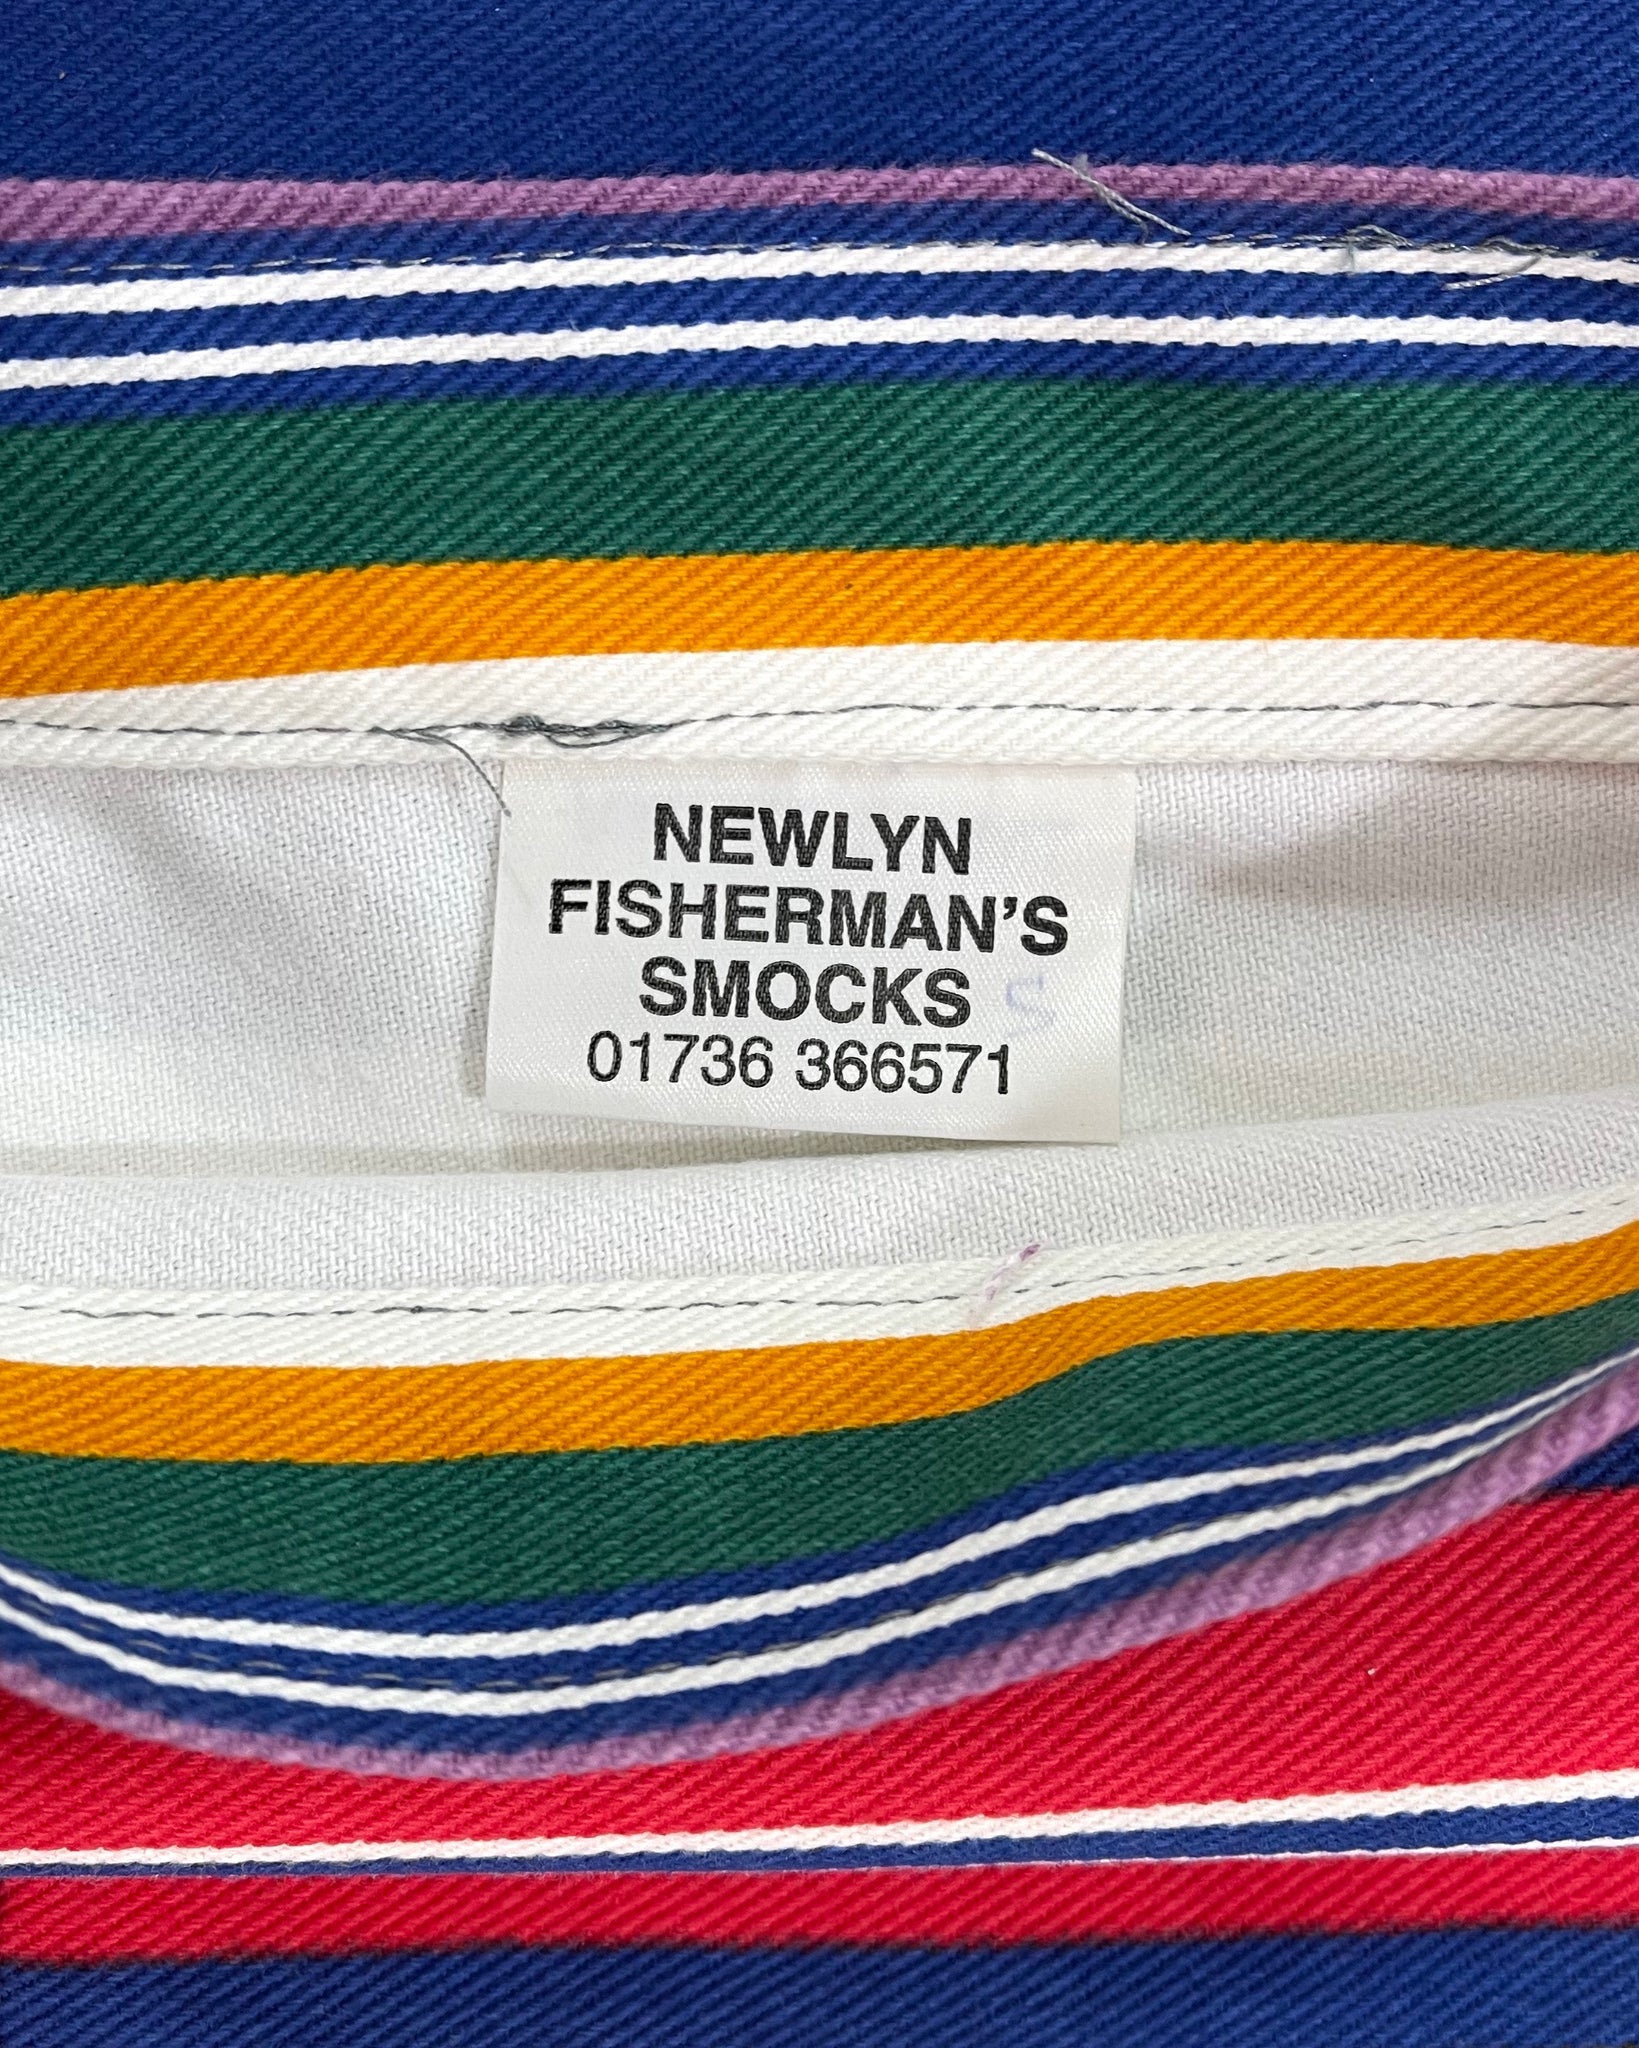 NEWLYN
FISHERMAN'S
SMOCKS
01736 366571